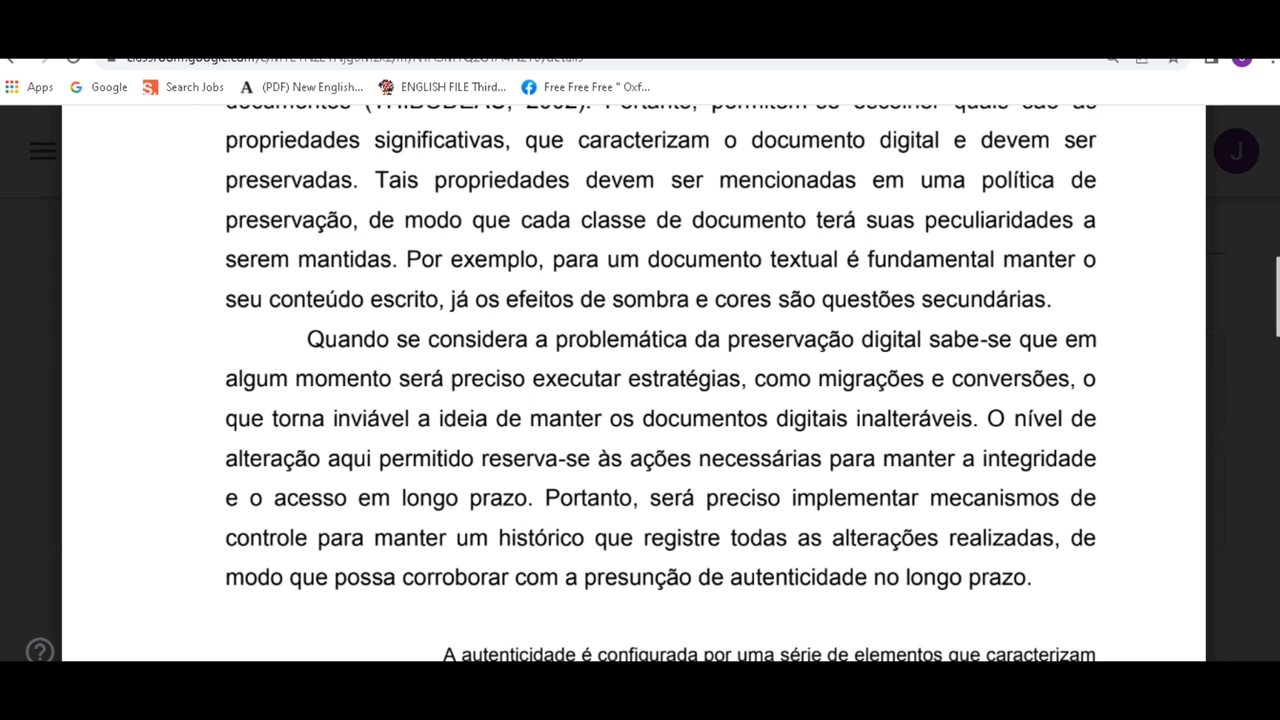 Apps Google Search Jobs (PDF) New English... ENGLISH FILE Third... Free Free Free " Oxf...
propriedades significativas, que caracterizam o documento digital e devem ser
J
preservadas. Tais propriedades devem ser mencionadas em uma política de
preservação, de modo que cada classe de documento terá suas peculiaridades a
serem mantidas. Por exemplo, para um documento textual é fundamental manter o
seu conteúdo escrito, já os efeitos de sombra e cores são questões secundárias.
Quando se considera a problemática da preservação digital sabe-se que em
algum momento será preciso executar estratégias, como migrações e conversões, o
que torna inviável a ideia de manter os documentos digitais inalteráveis. O nível de
alteração aqui permitido reserva-se às ações necessárias para manter a integridade
e o acesso em longo prazo. Portanto, será preciso implementar mecanismos de
controle para manter um histórico que registre todas as alterações realizadas, de
modo que possa corroborar com a presunção de autenticidade no longo prazo.
A autenticidade é configurada por uma série de elementos que caracterizam